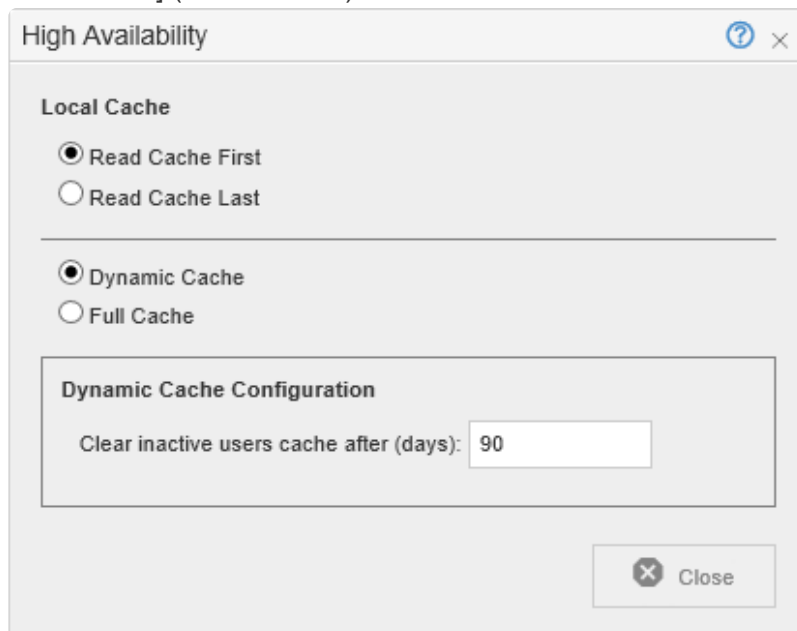 High Availability
Local Cache
Read Cache First
Read Cache Last
Dynamic Cache
Full Cache
Dynamic Cache Configuration
Clear inactive users cache after (days): 90
Close